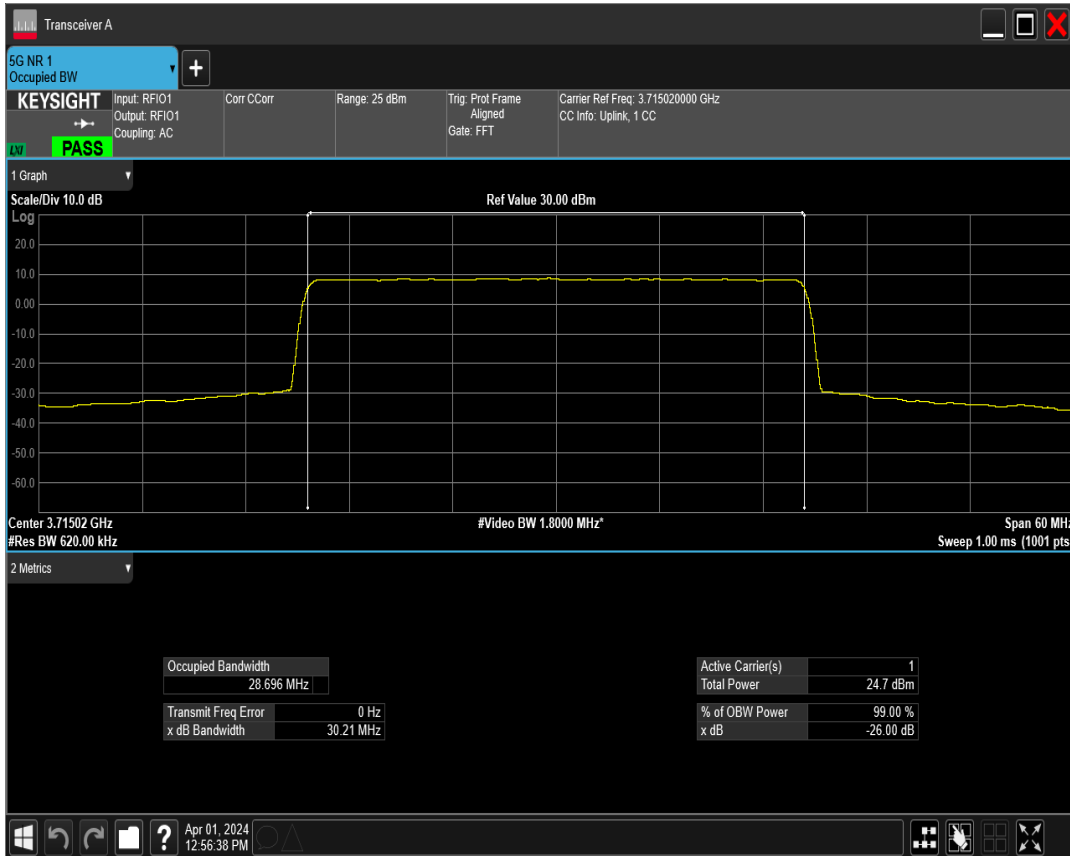 Transceiver A
5G NR 1
Occupied BW
+
KEYSIGHT
LXI
PASS
Input: RFIO1
Output: RFIO1
Coupling: AC
Corr CCorr
Range: 25 dBm
Trig: Prot Frame
Aligned
Gate: FFT
Carrier Ref Freq: 3.715020000 GHz
CC Info: Uplink, 1 CC
1 Graph
Scale/Div 10.0 dB
Ref Value 30.00 dBm
Log
20.0
10.0
0.00
-10.0
-20.0
-30.0
-40.0
-50.0
-60.0
Center 3.71502 GHz
#Video BW 1.8000 MHz*
Span 60 MHz
#Res BW 620.00 kHz
Sweep 1.00 ms (1001 pts
2 Metrics
Occupied Bandwidth
28.696 MHz
Transmit Freq Error 0 Hz
x dB Bandwidth 30.21 MHz
Active Carrier(s) 1
Total Power 24.7 dBm
% of OBW Power 99.00 %
x dB -26.00 dB
?
Apr 01, 2024
12:56:38 PM